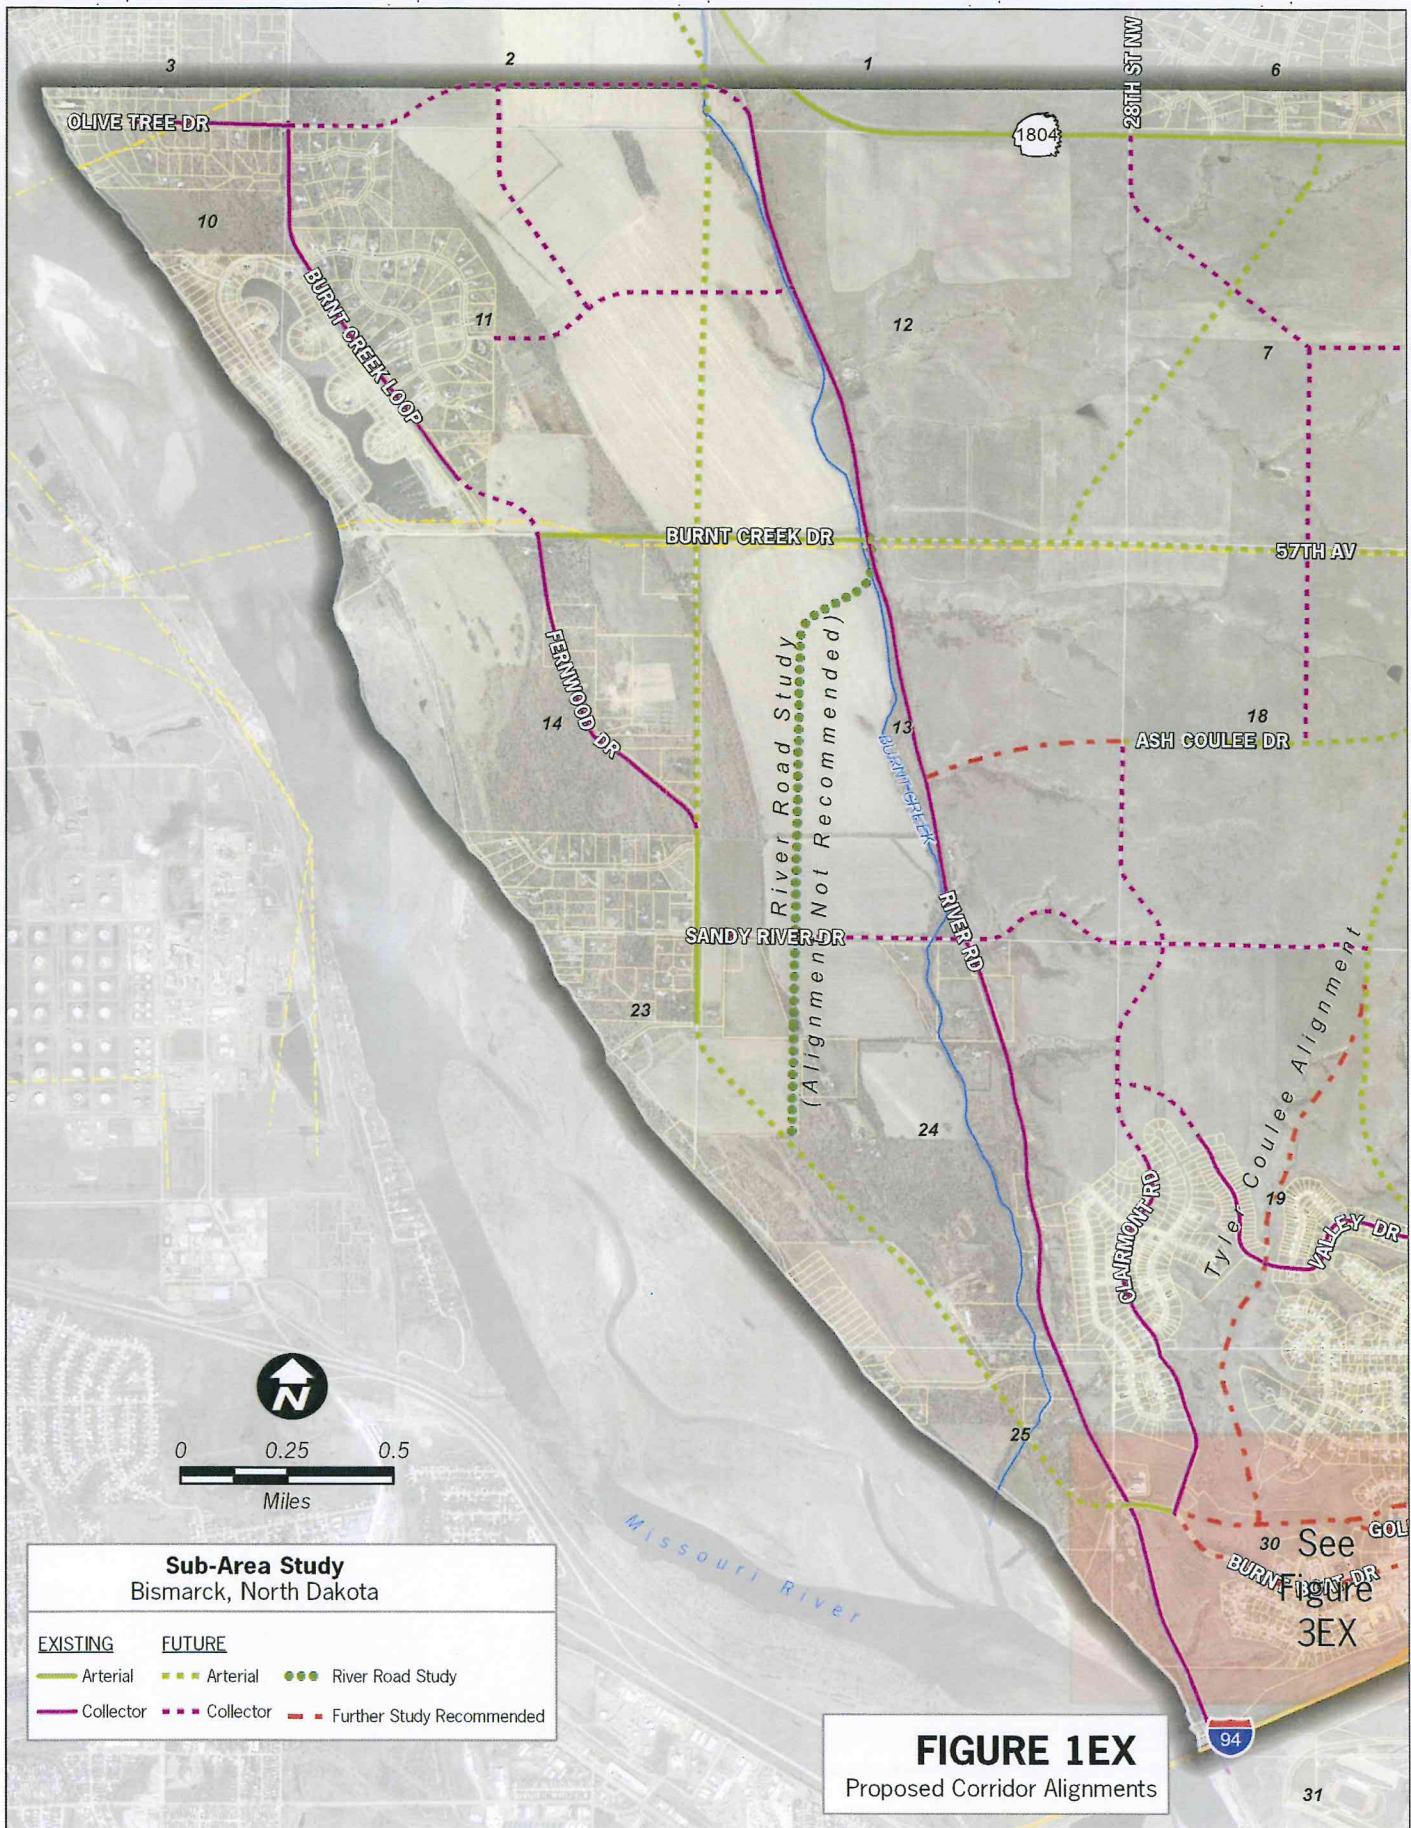 3
2
1
6
28TH ST NW
OLIVE TREE DR
1804
10
BURNT CREEK LOOP
11
12
7
BURNT CREEK DR
57TH AV
FERNWOOD DR
14
River Road Study
(Alignment Not Recommended)
13
BURNT CREEK
18
ASH COULEE DR
RIVER RD
SANDY RIVER DR
23
24
Tyler Coulee Alignment
19
CLAIRMONT RD
VALLEY DR
N
0 0.25 0.5
Miles
25
30
See
Figure
3EX
GOL
BURNT BOAT DR
Missouri River
Sub-Area Study
Bismarck, North Dakota
EXISTING FUTURE
Arterial Arterial River Road Study
Collector Collector Further Study Recommended
94
FIGURE 1EX
Proposed Corridor Alignments
31